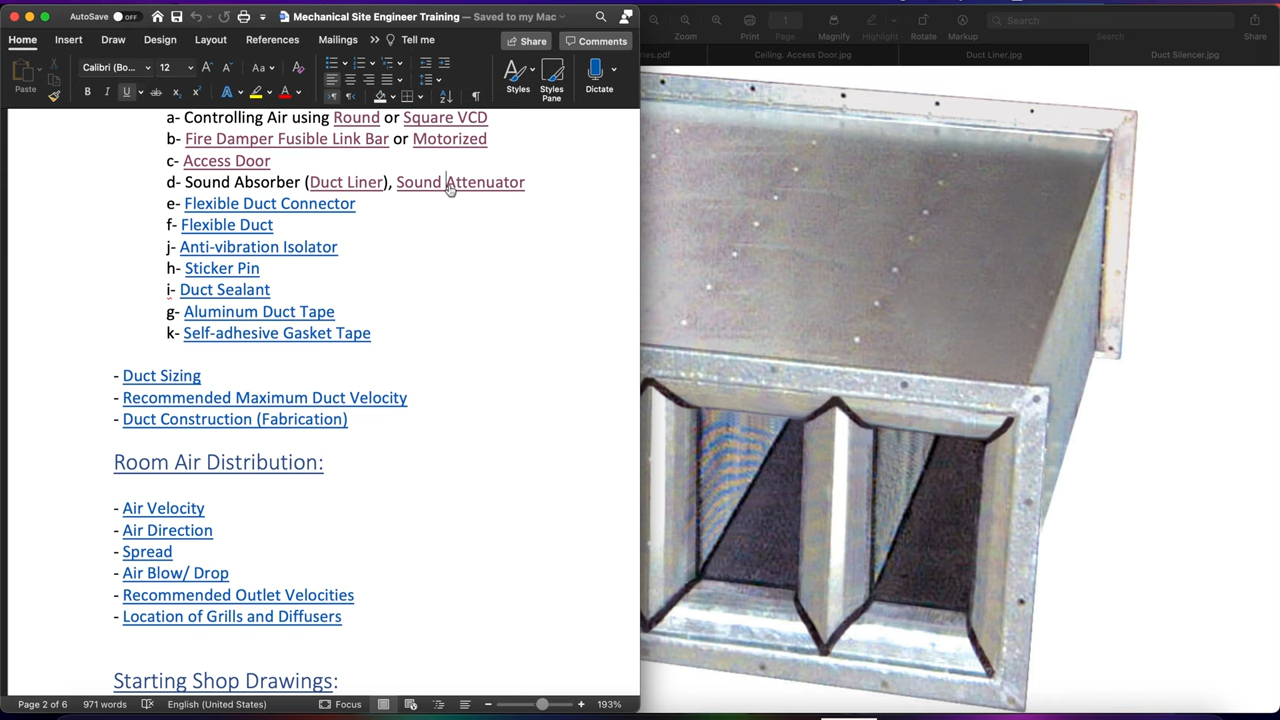 AutoSave OFF Mechanical Site Engineer Training — Saved to my Mac
Home Insert Draw Design Layout References Mailings Tell me Share Comments
Paste Calibri (Bo... 12 Styles Styles Pane Dictate
a- Controlling Air using Round or Square VCD
b- Fire Damper Fusible Link Bar or Motorized
c- Access Door
d- Sound Absorber (Duct Liner), Sound Attenuator
e- Flexible Duct Connector
f- Flexible Duct
j- Anti-vibration Isolator
h- Sticker Pin
i- Duct Sealant
g- Aluminum Duct Tape
k- Self-adhesive Gasket Tape
- Duct Sizing
- Recommended Maximum Duct Velocity
- Duct Construction (Fabrication)
Room Air Distribution:
- Air Velocity
- Air Direction
- Spread
- Air Blow/ Drop
- Recommended Outlet Velocities
- Location of Grills and Diffusers
Starting Shop Drawings:
Page 2 of 6 971 words English (United States) Focus 193%
1 Search
Zoom Print Page Magnify Highlight Rotate Markup Share
Ceiling. Access Door.jpg Duct Liner.jpg Duct Silencer.jpg